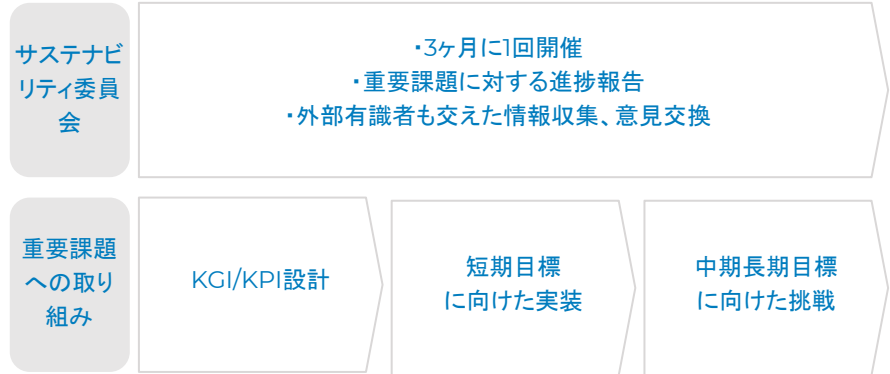 サステナビ
リティ委員
会
・3ヶ月に1回開催
・重要課題に対する進捗報告
・外部有識者も交えた情報収集、意見交換
重要課題
への取り
組み
KGI/KPI設計
短期目標
に向けた実装
中期長期目標
に向けた挑戦